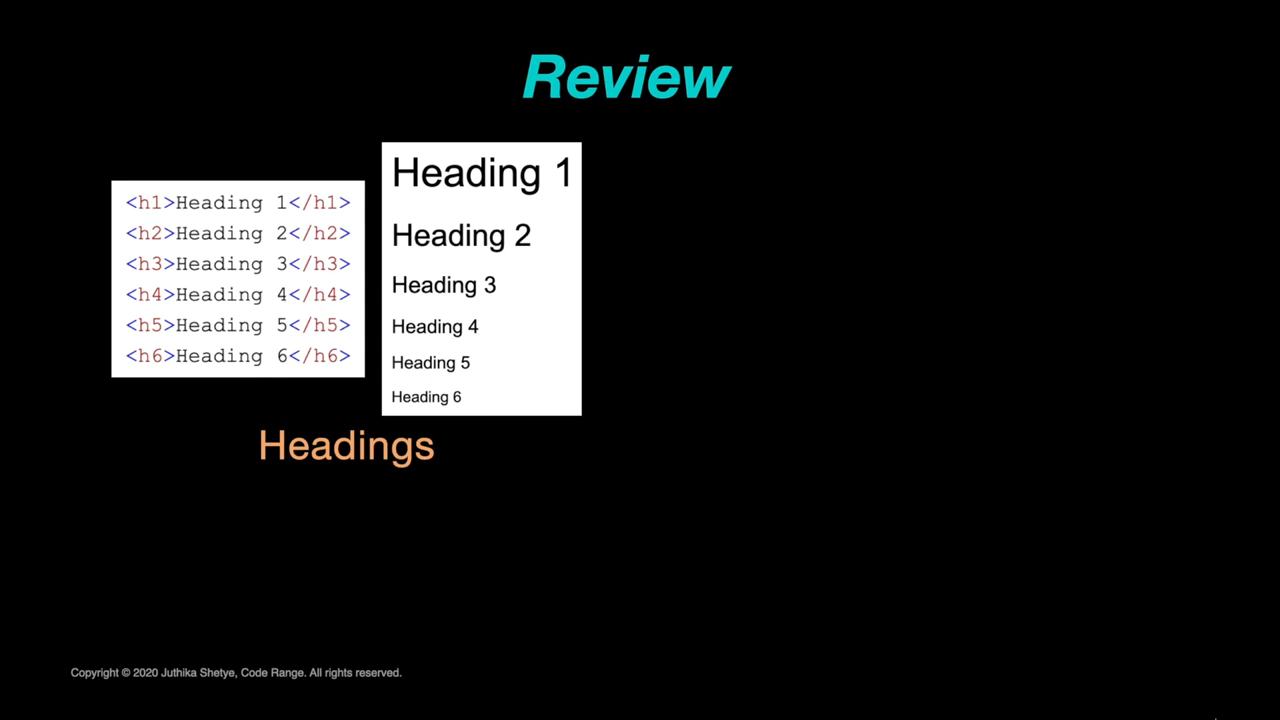 Review
<h1>Heading 1</h1>
<h2>Heading 2</h2>
<h3>Heading 3</h3>
<h4>Heading 4</h4>
<h5>Heading 5</h5>
<h6>Heading 6</h6>
Heading 1
Heading 2
Heading 3
Heading 4
Heading 5
Heading 6
Headings
Copyright © 2020 Juthika Shetye, Code Range. All rights reserved.